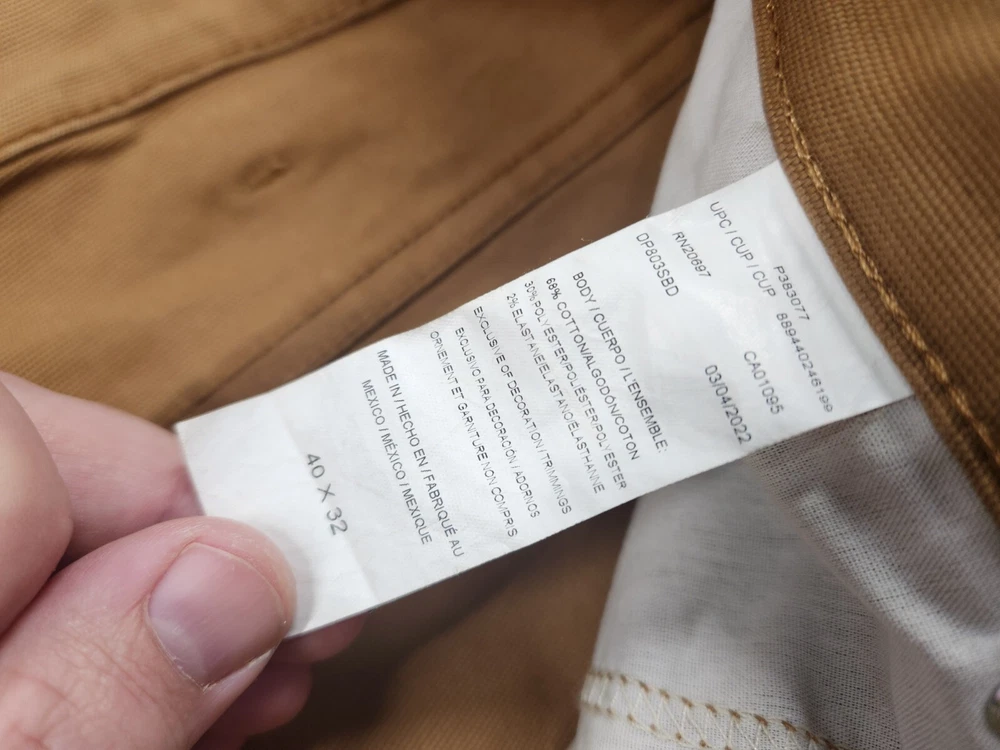 P383077
UPC / CUP / CUP 889440246199
RN20697 CA01095
DP803SBD 03/04/2022
BODY / CUERPO / L'ENSEMBLE:
68% COTTON/ALGODÓN/COTON
30% POLYESTER/POLIÉSTER/POLYESTER
2% ELASTANE/ELASTANO/ÉLASTHANNE
EXCLUSIVE OF DECORATION / TRIMMINGS
EXCLUSIVO PARA DECORACIÓN / ADORNOS
ORNEMENT ET GARNITURE NON COMPRIS
MADE IN / HECHO EN / FABRIQUÉ AU
MEXICO / MÉXICO / MEXIQUE
40 X 32